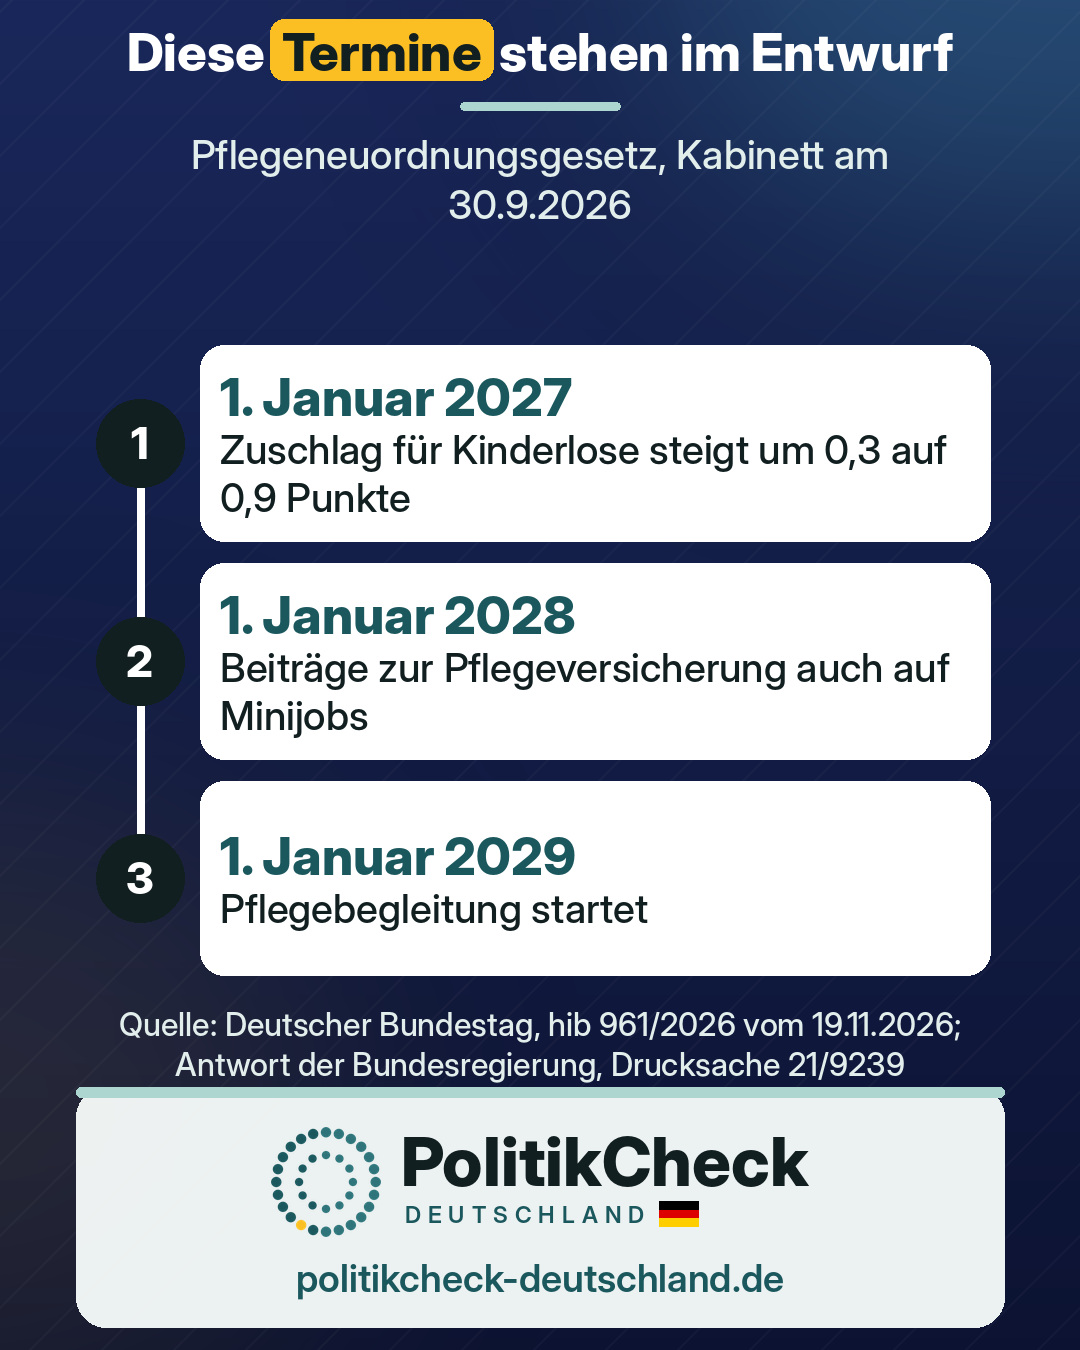 Diese Termine stehen im Entwurf
Pflegeneuordnungsgesetz, Kabinett am
30.9.2026
1
1. Januar 2027
Zuschlag für Kinderlose steigt um 0,3 auf
0,9 Punkte
2
1. Januar 2028
Beiträge zur Pflegeversicherung auch auf
Minijobs
3
1. Januar 2029
Pflegebegleitung startet
Quelle: Deutscher Bundestag, hib 961/2026 vom 19.11.2026;
Antwort der Bundesregierung, Drucksache 21/9239
PolitikCheck
DEUTSCHLAND
politikcheck-deutschland.de